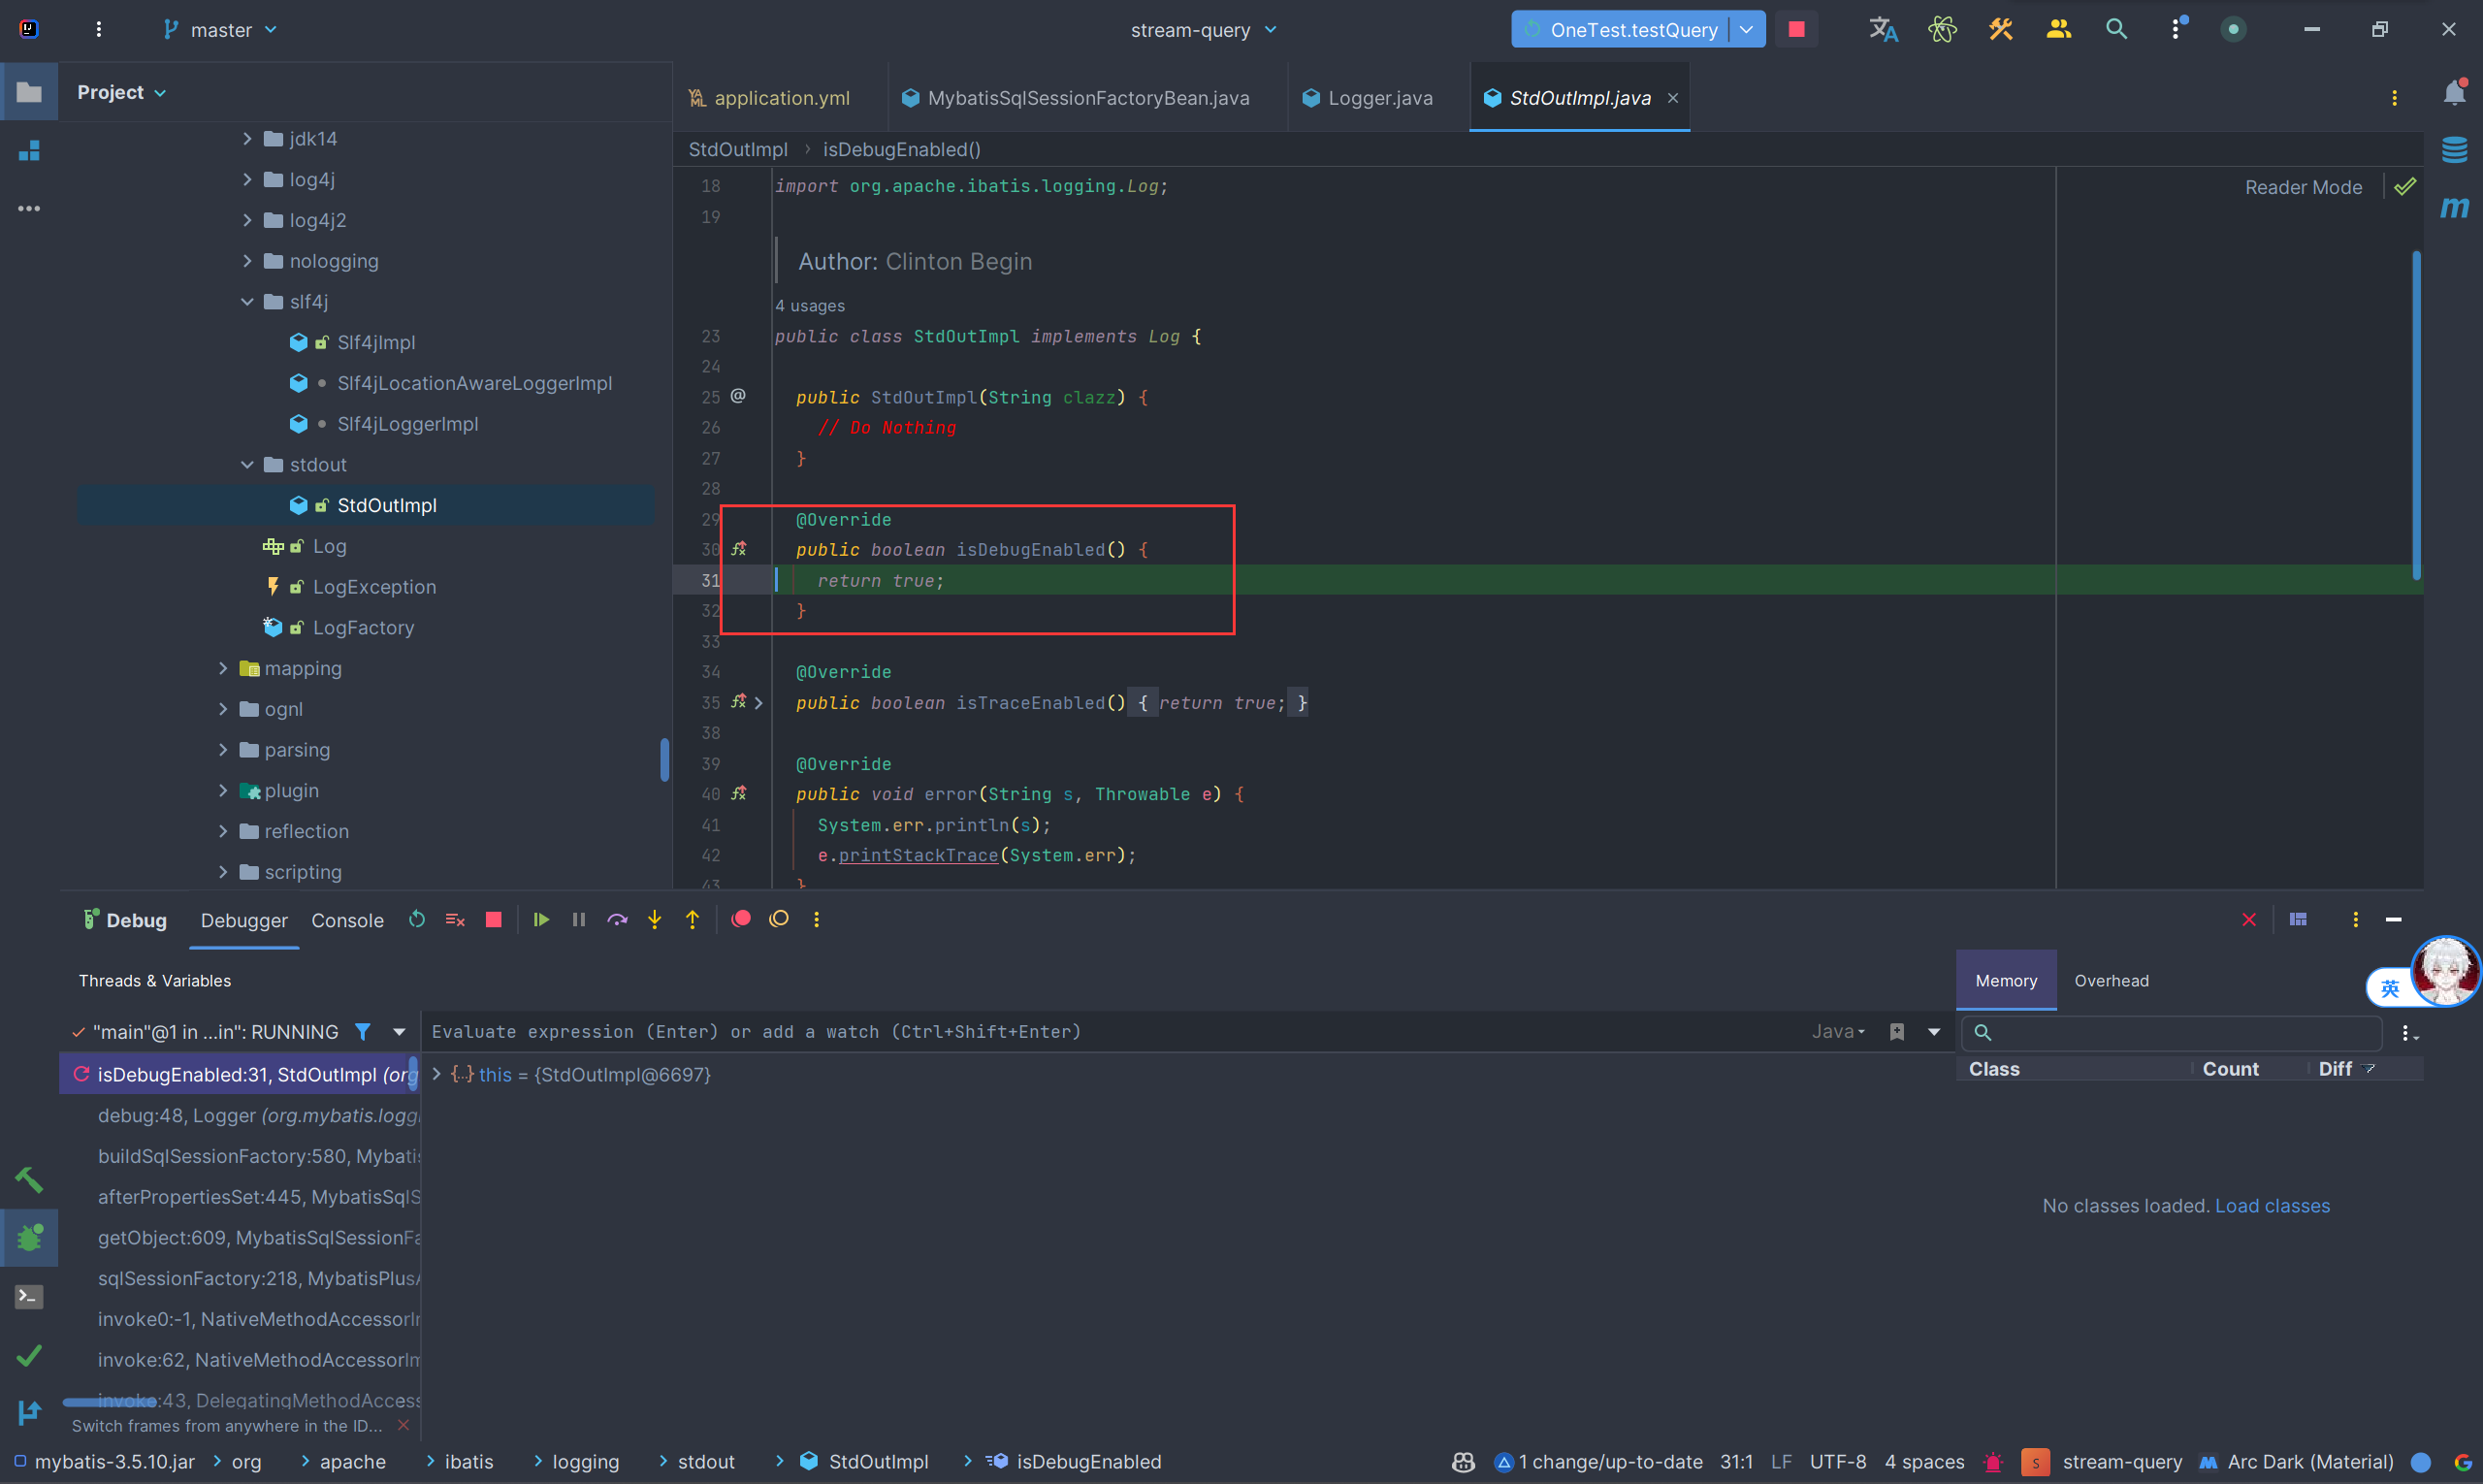 master
stream-query
OneTest.testQuery
Project
jdk14
log4j
log4j2
nologging
slf4j
Slf4jImpl
Slf4jLocationAwareLoggerImpl
Slf4jLoggerImpl
stdout
StdOutImpl
Log
LogException
LogFactory
mapping
ognl
parsing
plugin
reflection
scripting
application.yml
MybatisSqlSessionFactoryBean.java
Logger.java
StdOutImpl.java
StdOutImpl > isDebugEnabled()
Reader Mode
18 import org.apache.ibatis.logging.Log;
19
Author: Clinton Begin
4 usages
23 public class StdOutImpl implements Log {
24
25 @ public StdOutImpl(String clazz) {
26 // Do Nothing
27 }
28
29 @Override
30 public boolean isDebugEnabled() {
31 return true;
32 }
33
34 @Override
35 public boolean isTraceEnabled() { return true; }
38
39 @Override
40 public void error(String s, Throwable e) {
41 System.err.println(s);
42 e.printStackTrace(System.err);
43 }
Debug
Debugger
Console
Threads & Variables
"main"@1 in ...in": RUNNING
isDebugEnabled:31, StdOutImpl (org
debug:48, Logger (org.mybatis.logg
buildSqlSessionFactory:580, Mybatis
afterPropertiesSet:445, MybatisSqlS
getObject:609, MybatisSqlSessionFa
sqlSessionFactory:218, MybatisPlusA
invoke0:-1, NativeMethodAccessorIm
invoke:62, NativeMethodAccessorIm
invoke:43, DelegatingMethodAccess
Switch frames from anywhere in the ID...
Evaluate expression (Enter) or add a watch (Ctrl+Shift+Enter)
Java
this = {StdOutImpl@6697}
Memory
Overhead
英
Class Count Diff
No classes loaded. Load classes
mybatis-3.5.10.jar > org > apache > ibatis > logging > stdout > StdOutImpl > isDebugEnabled
1 change/up-to-date 31:1 LF UTF-8 4 spaces S stream-query Arc Dark (Material)